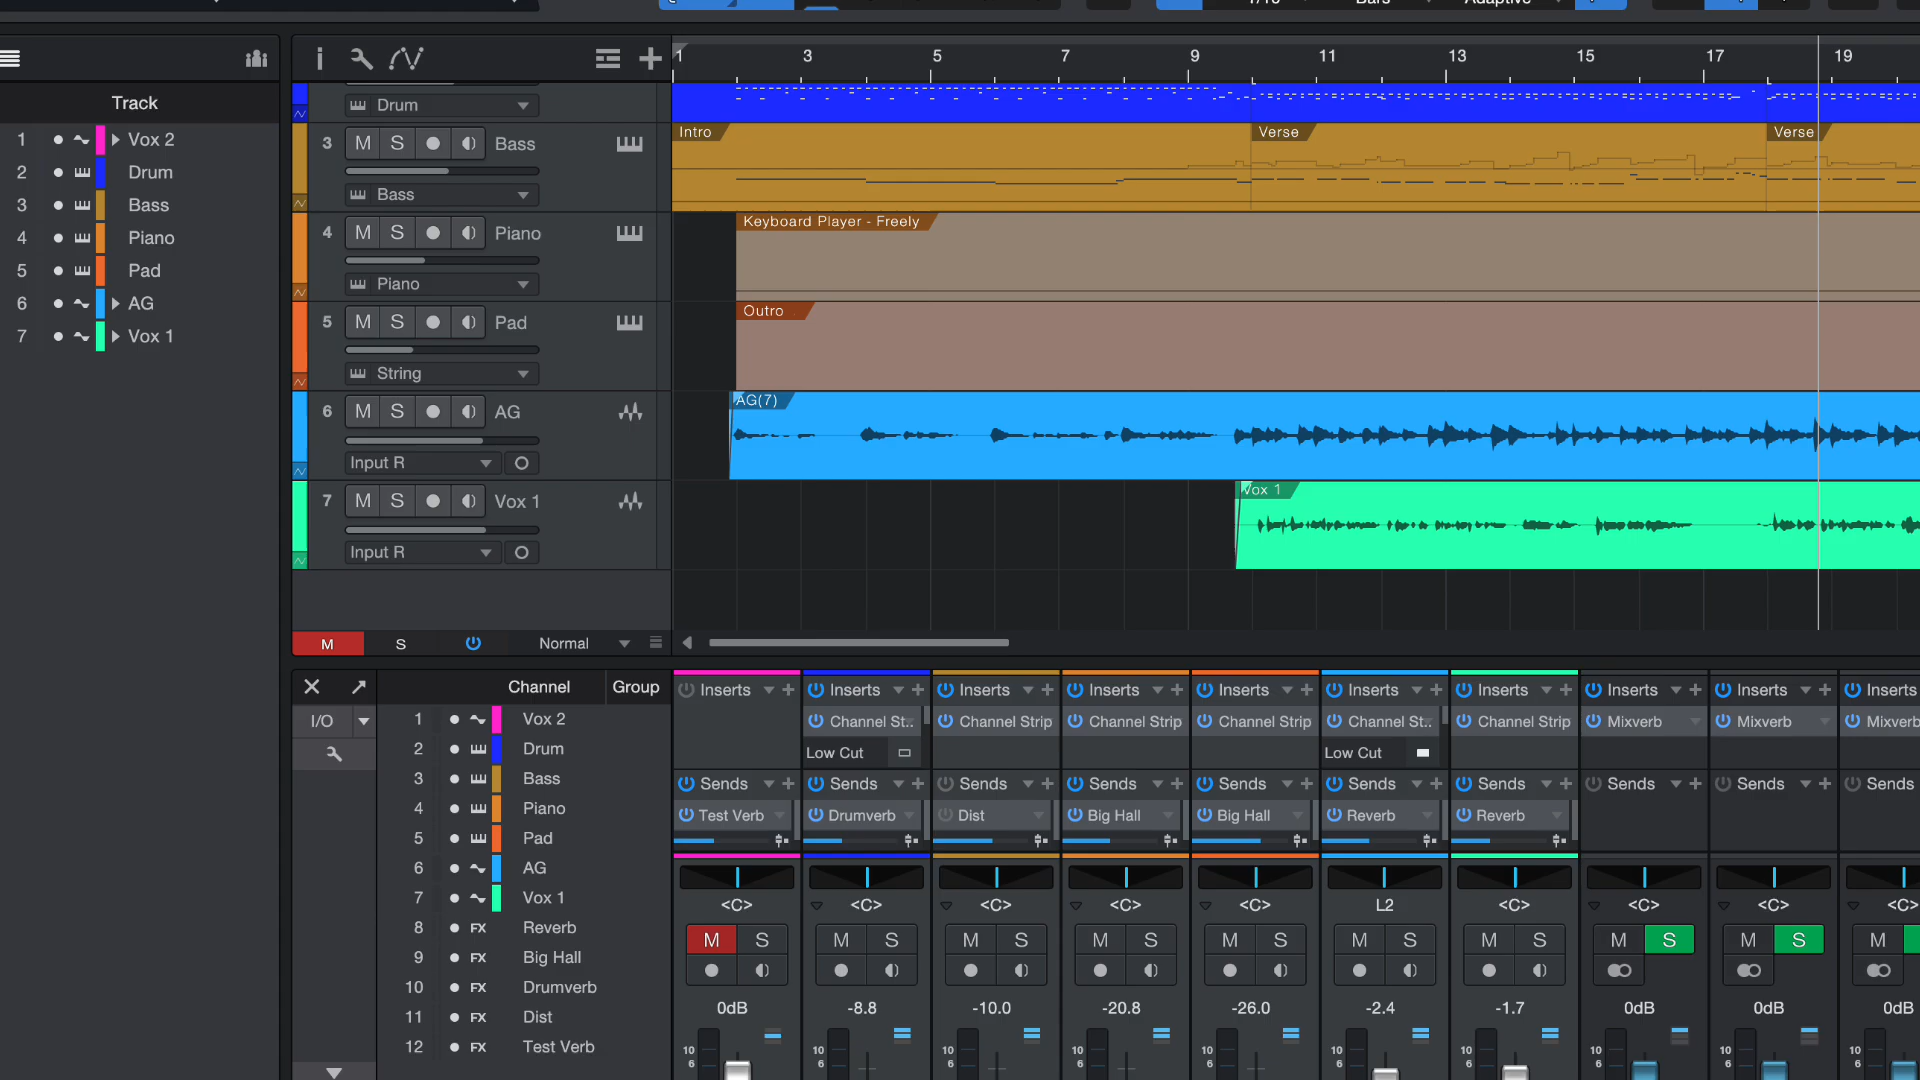 1/16 Bars Adaptive
1 3 5 7 9 11 13 15 17 19
Track
1 Vox 2
2 Drum
3 Bass
4 Piano
5 Pad
6 AG
7 Vox 1
Drum
3 M S Bass
Bass
4 M S Piano
Piano
5 M S Pad
String
6 M S AG
Input R
7 M S Vox 1
Input R
Intro Verse Verse
Keyboard Player - Freely
Outro
AG(7)
Vox 1
M S Normal
I/O
Channel Group
1 Vox 2
2 Drum
3 Bass
4 Piano
5 Pad
6 AG
7 Vox 1
8 FX Reverb
9 FX Big Hall
10 FX Drumverb
11 FX Dist
12 FX Test Verb
Inserts Inserts Inserts Inserts Inserts Inserts Inserts Inserts Inserts Inserts
Channel St.. Channel Strip Channel Strip Channel Strip Channel St.. Channel Strip Mixverb Mixverb Mixverb
Low Cut Low Cut
Sends Sends Sends Sends Sends Sends Sends Sends Sends Sends
Test Verb Drumverb Dist Big Hall Big Hall Reverb Reverb
<C> <C> <C> <C> <C> L2 <C> <C> <C> <C>
M S M S M S M S M S M S M S M S M S M
0dB -8.8 -10.0 -20.8 -26.0 -2.4 -1.7 0dB 0dB 0dB
10 10 10 10 10 10 10 10 10 10
6 6 6 6 6 6 6 6 6 6